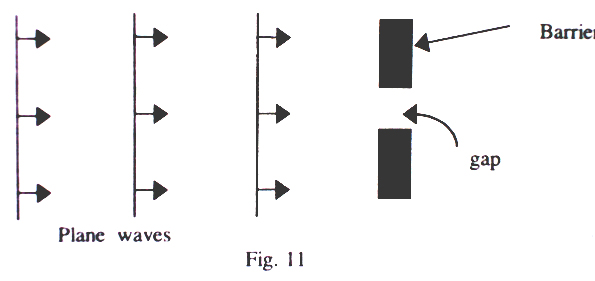 Barrier
gap
Plane waves
Fig. 11